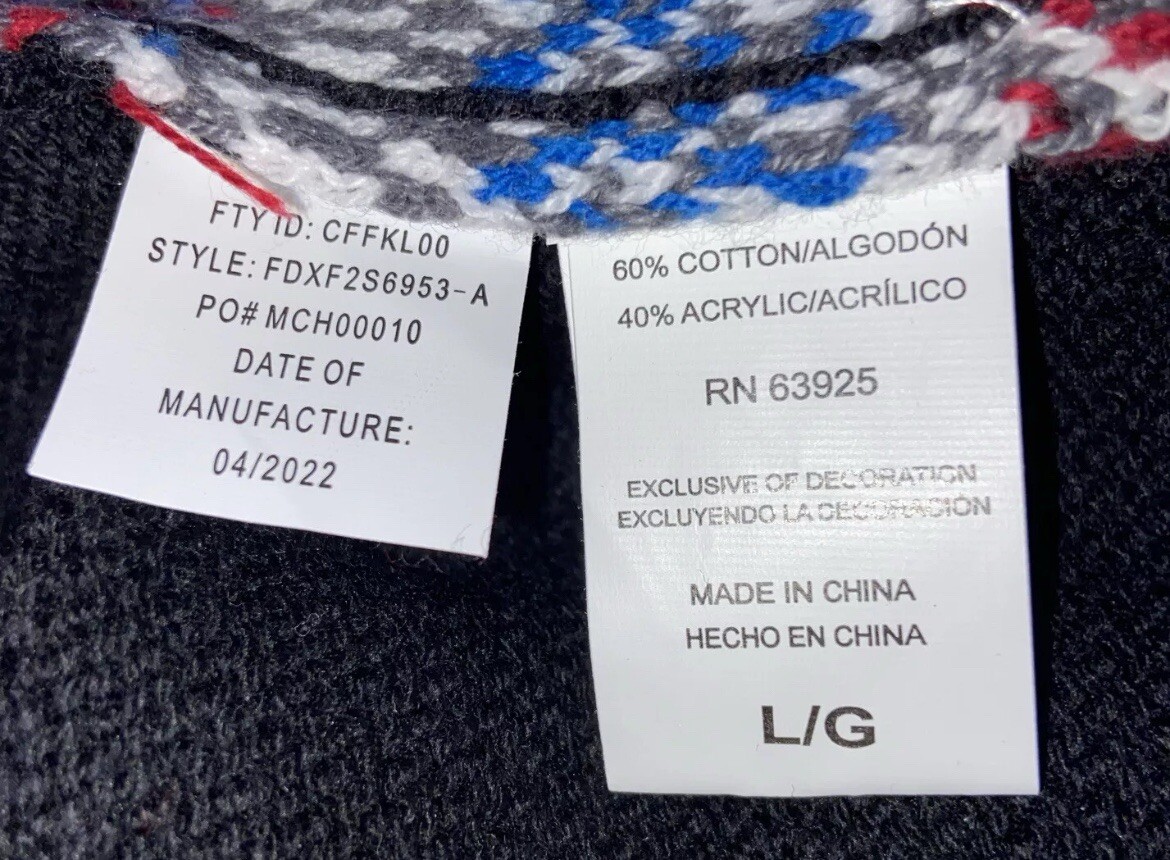 FTY ID: CFFKL00
STYLE: FDXF2S6953-A
PO# MCH00010
DATE OF
MANUFACTURE:
04/2022
60% COTTON/ALGODÓN
40% ACRYLIC/ACRÍLICO
RN 63925
EXCLUSIVE OF DECORATION
EXCLUYENDO LA DECORACIÓN
MADE IN CHINA
HECHO EN CHINA
L/G